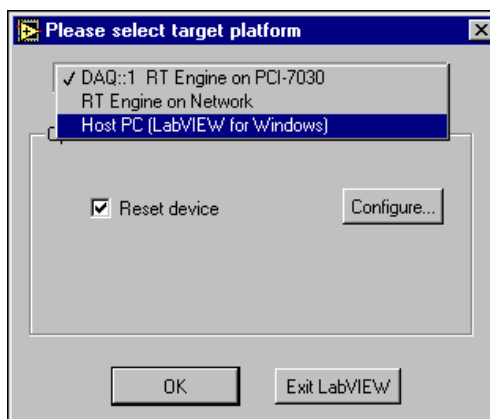 Please select target platform
✓ DAQ::1 RT Engine on PCI-7030
RT Engine on Network
Host PC (LabVIEW for Windows)
Reset device
Configure...
OK
Exit LabVIEW